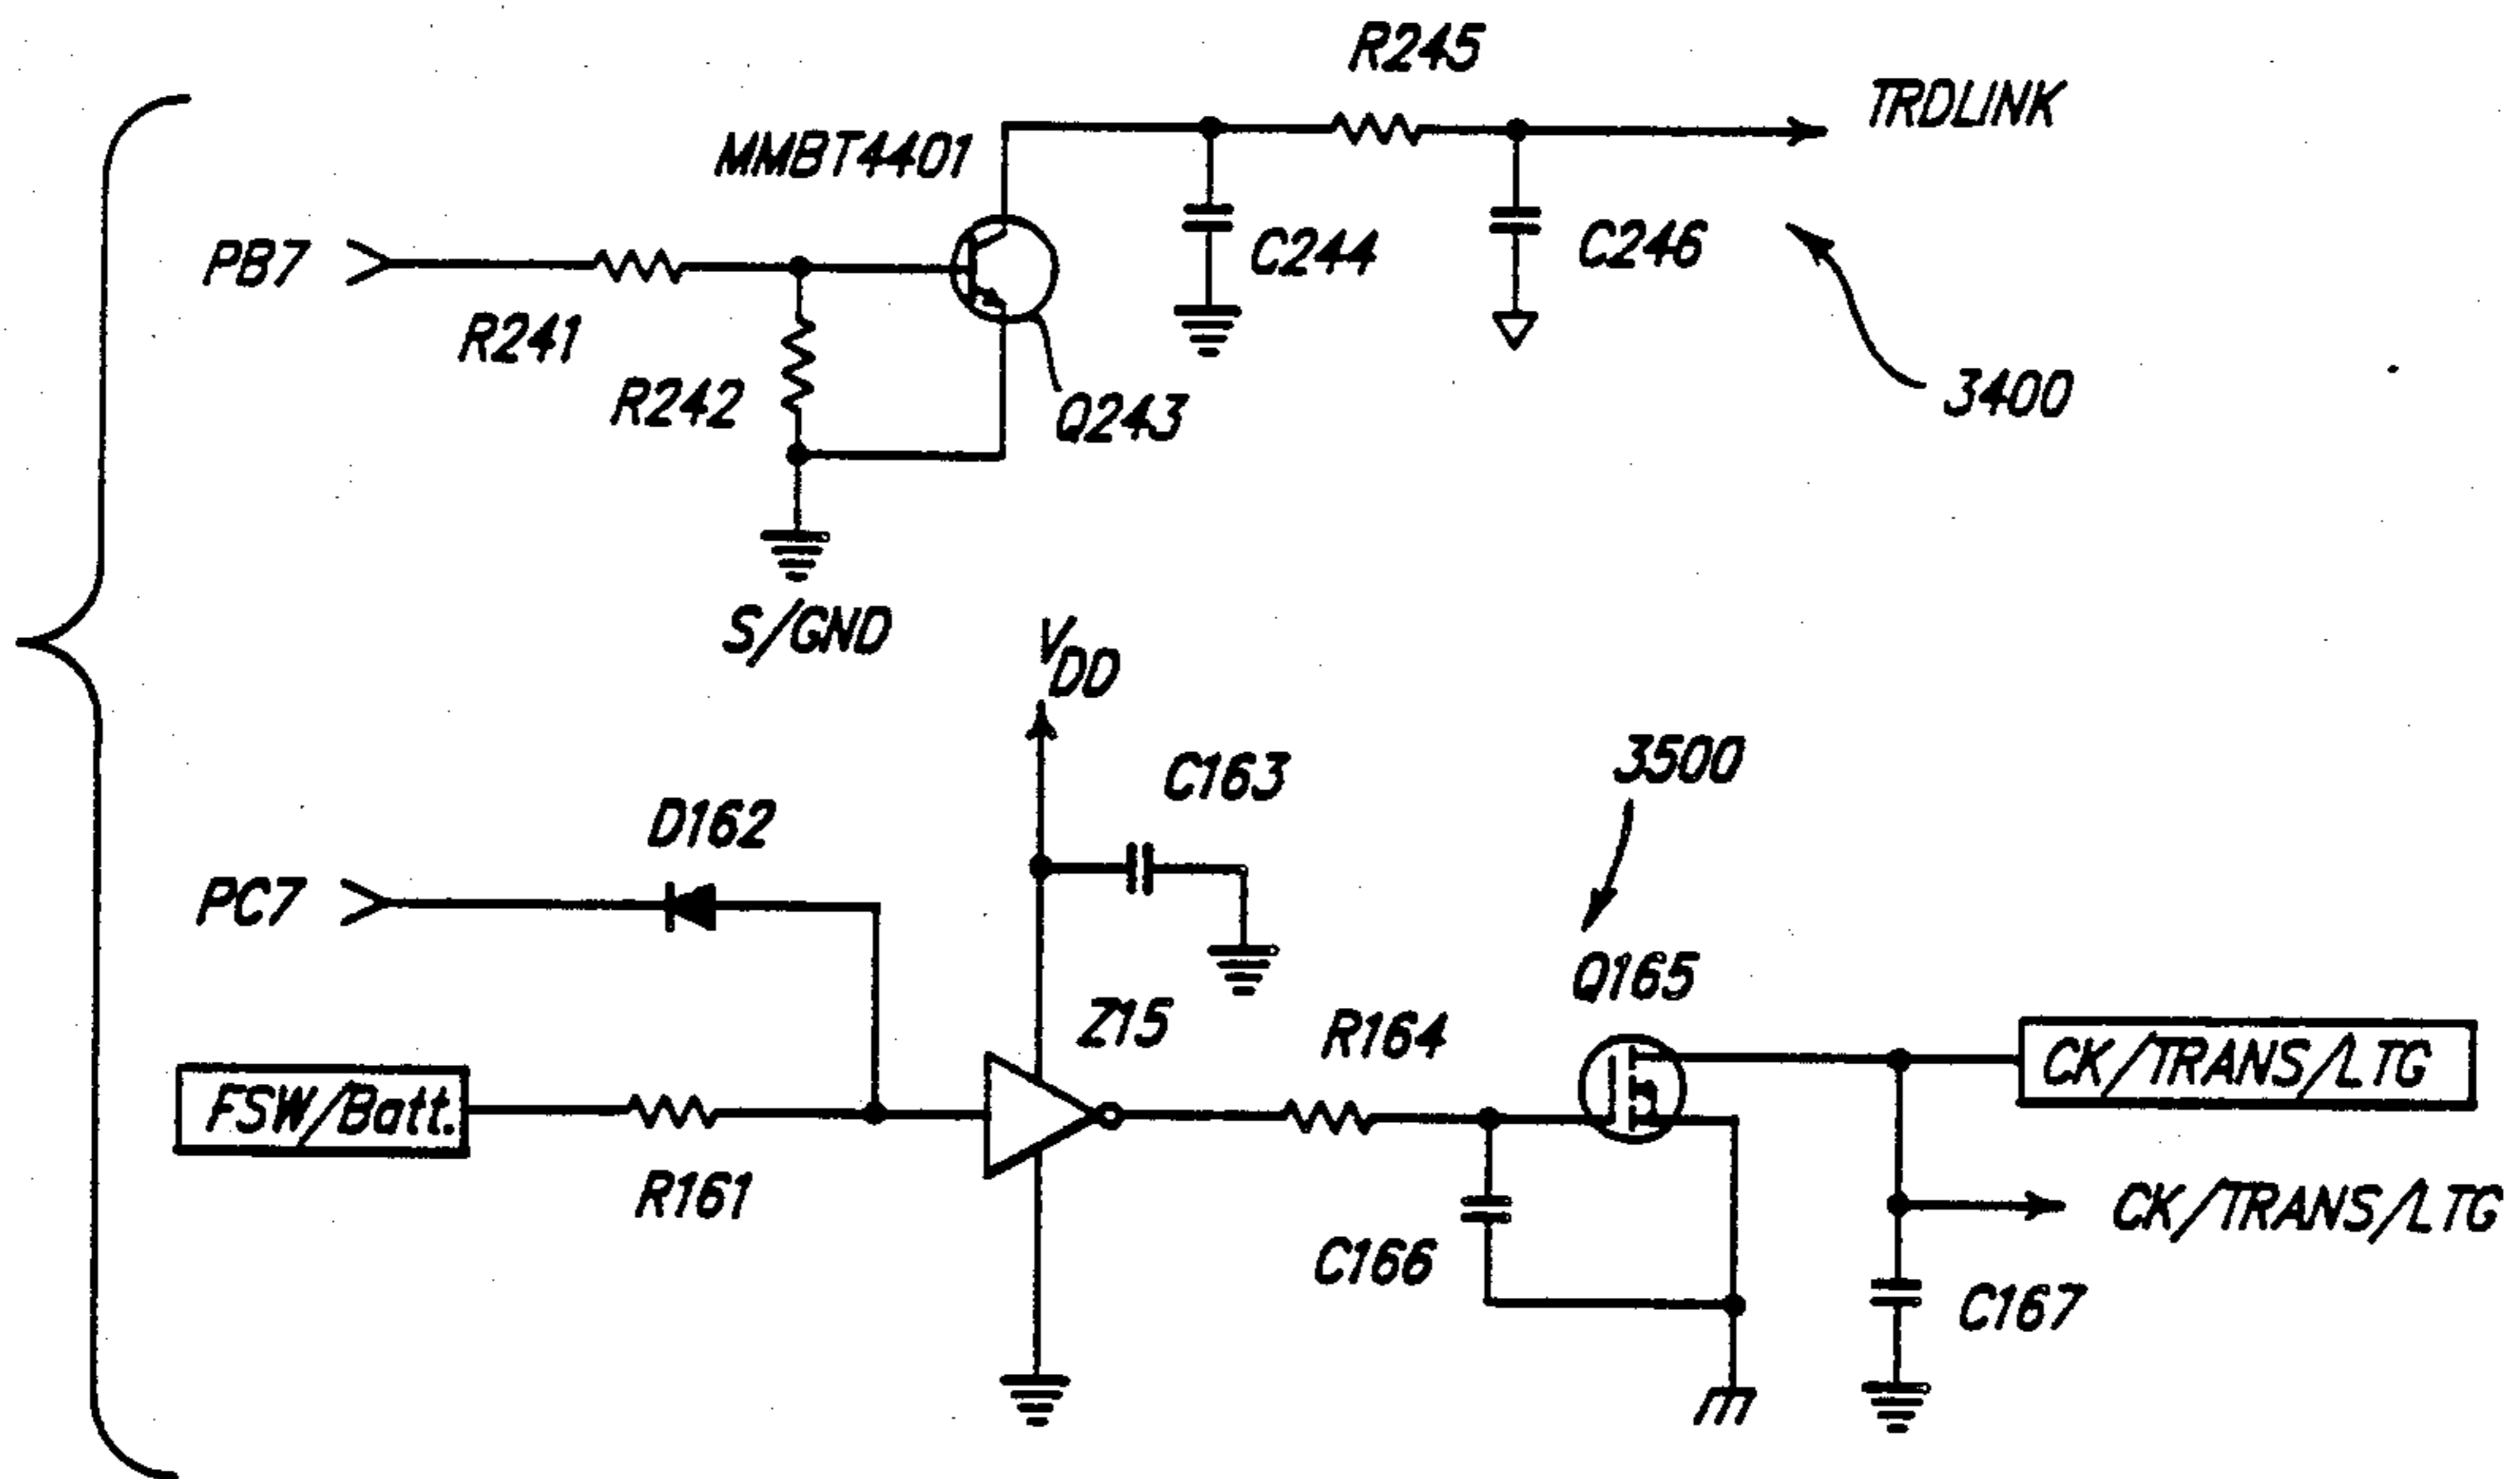 R245
TRDLINK
MMBT4401
PB7
C244
C246
R241
R242
Q243
3400
S/GND
VDD
C163
3500
D162
PC7
Q165
Z15
R164
CK/TRANS/LTG
FSW/Batt.
R161
CK/TRANS/LTG
C166
C167